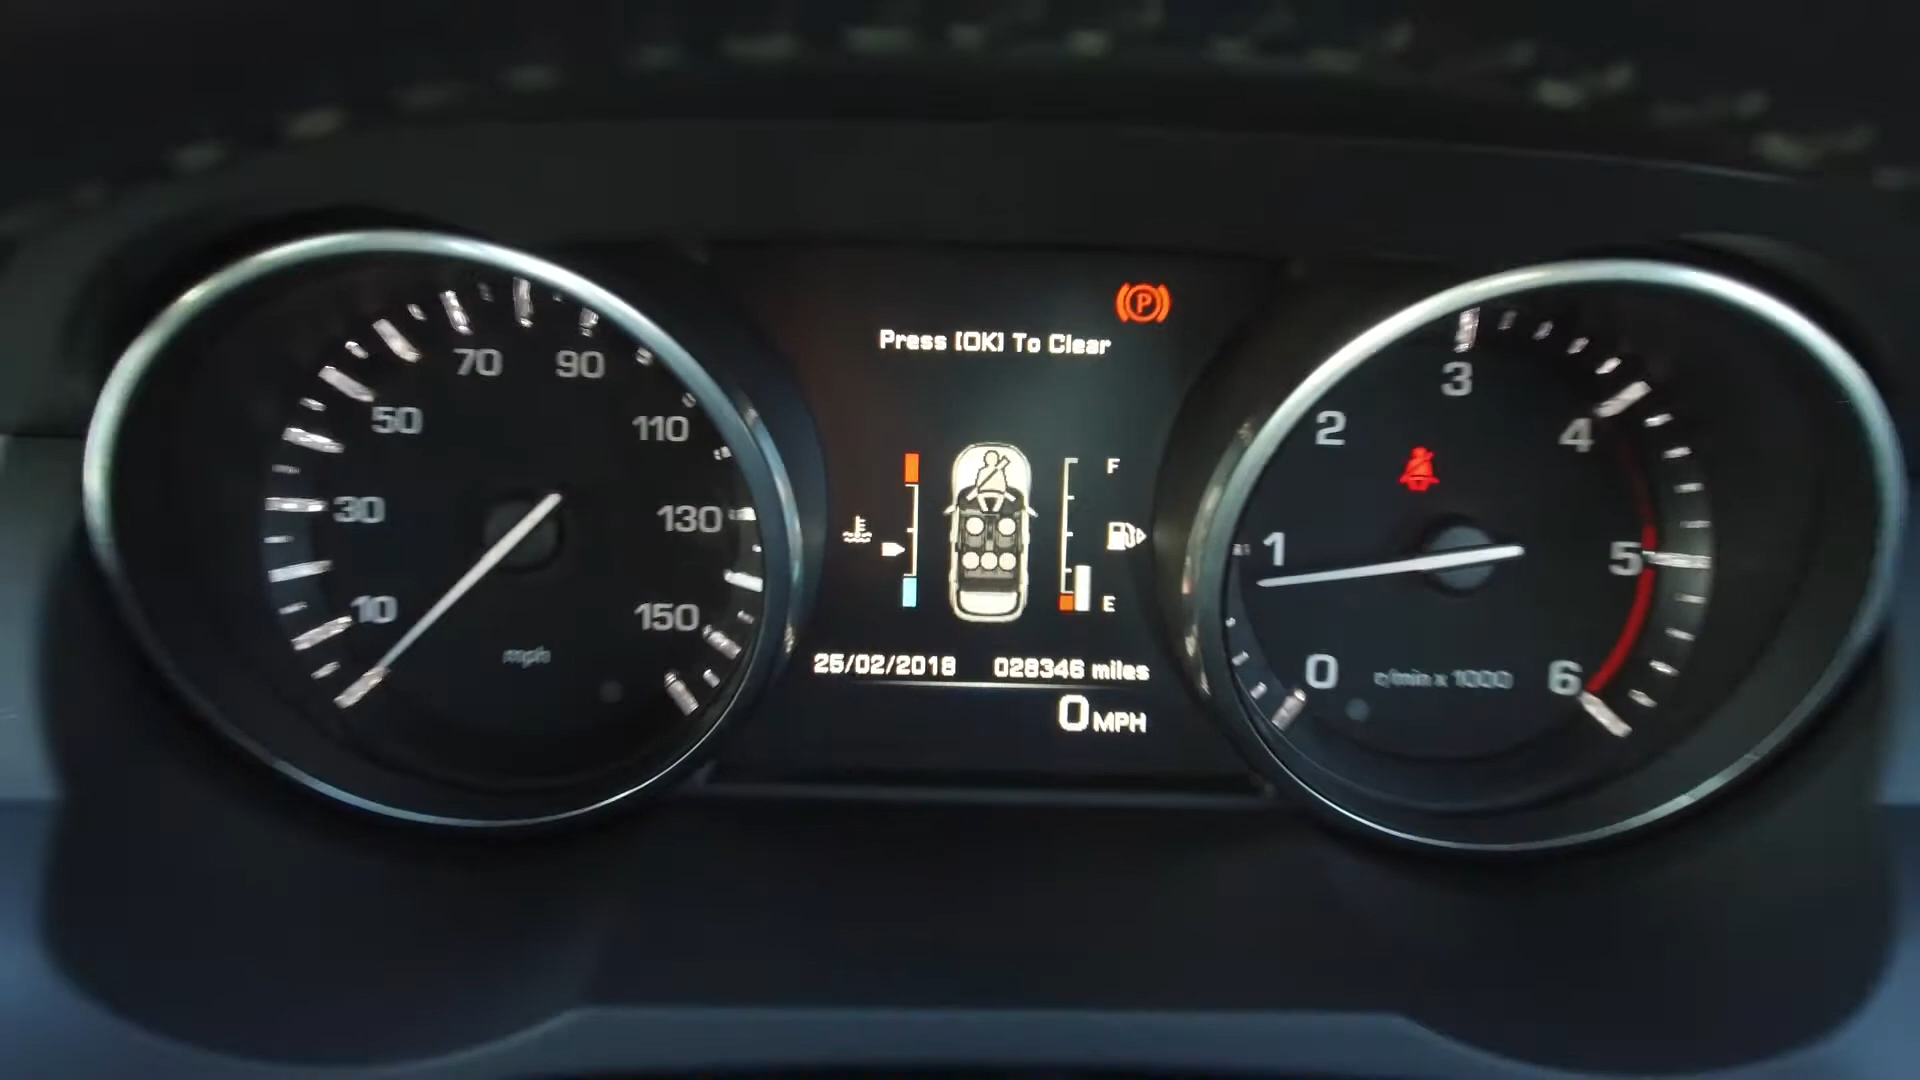 Press [OK] To Clear
70 90
50 110
30 130
10 150
mph
F
E
25/02/2018 028346 miles
0 MPH
P
3
2 4
1 5
0 r/min x 1000 6